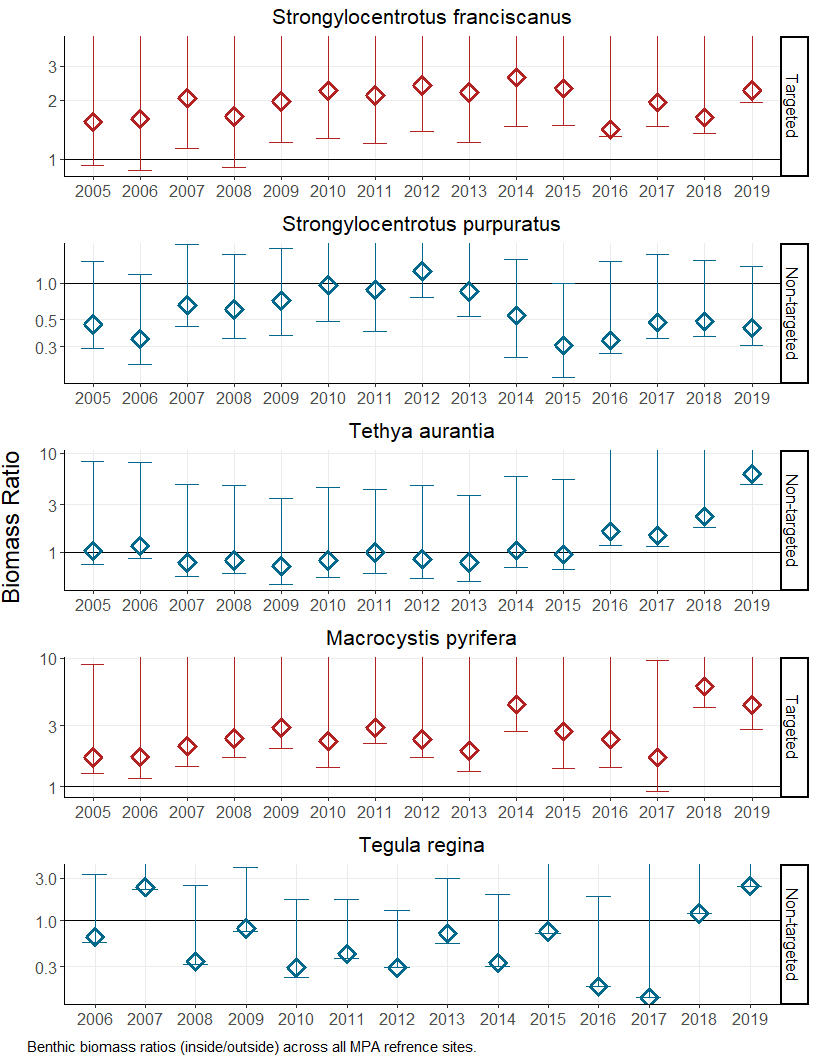 Strongylocentrotus franciscanus
3
2
1
Targeted
2005 2006 2007 2008 2009 2010 2011 2012 2013 2014 2015 2016 2017 2018 2019
Strongylocentrotus purpuratus
1.0
0.5
0.3
Non-targeted
2005 2006 2007 2008 2009 2010 2011 2012 2013 2014 2015 2016 2017 2018 2019
Biomass Ratio
Tethya aurantia
10
3
1
Non-targeted
2005 2006 2007 2008 2009 2010 2011 2012 2013 2014 2015 2016 2017 2018 2019
Macrocystis pyrifera
10
3
1
Targeted
2005 2006 2007 2008 2009 2010 2011 2012 2013 2014 2015 2016 2017 2018 2019
Tegula regina
3.0
1.0
0.3
Non-targeted
2006 2007 2008 2009 2010 2011 2012 2013 2014 2015 2016 2017 2018 2019
Benthic biomass ratios (inside/outside) across all MPA refrence sites.